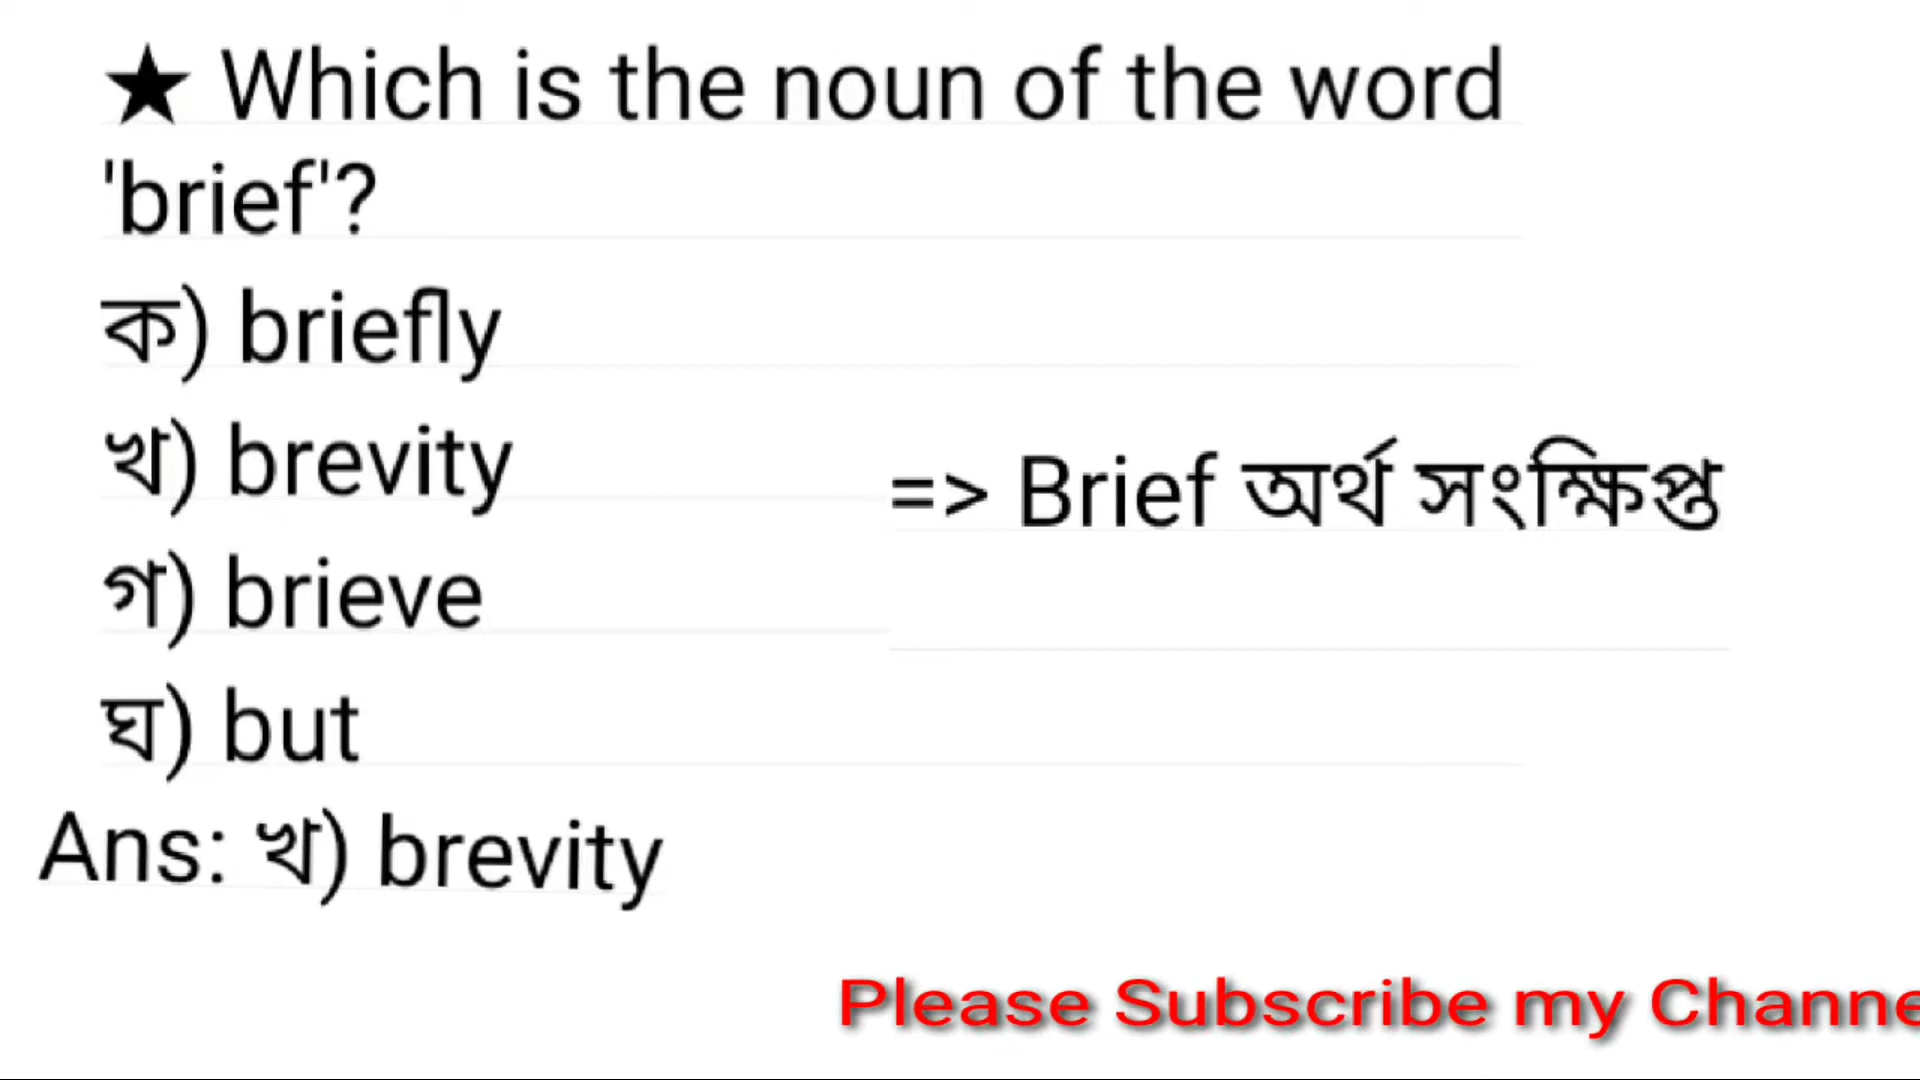 ★ Which is the noun of the word
'brief'?
ক) briefly
খ) brevity
=> Brief অর্থ সংক্ষিপ্ত
গ) brieve
ঘ) but
Ans: খ) brevity
Please Subscribe my Channe